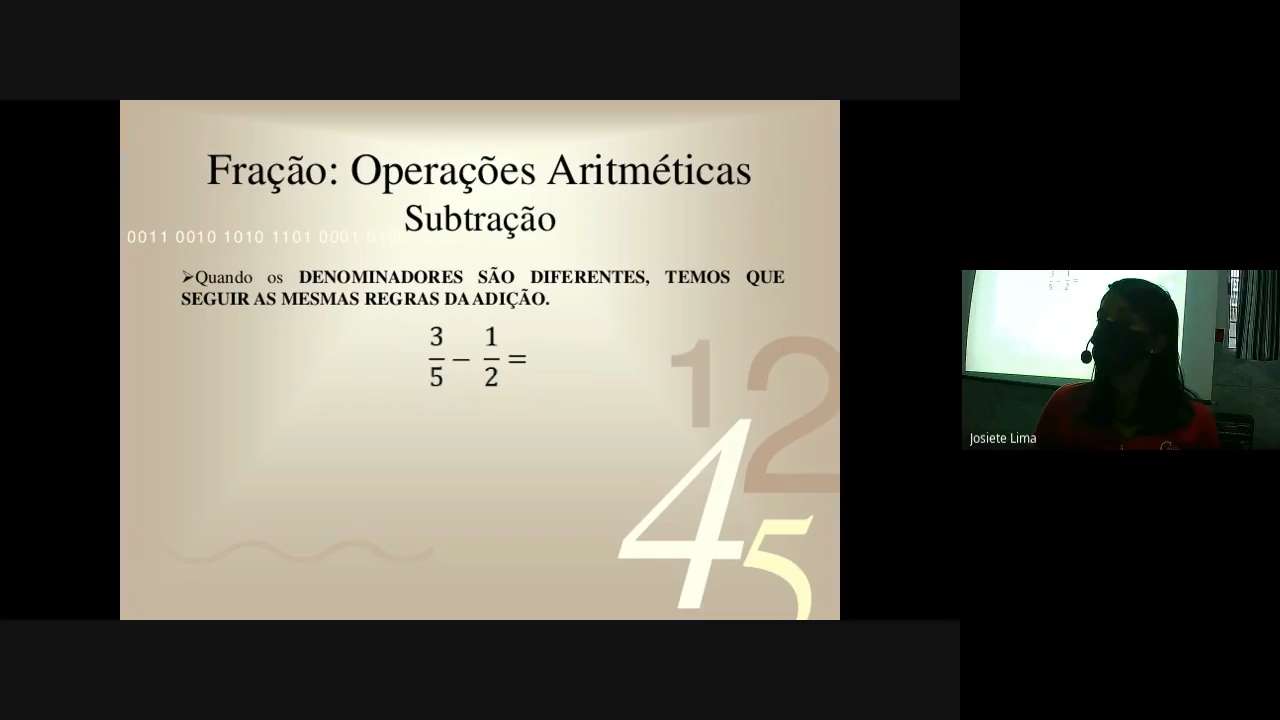 Fração: Operações Aritméticas
Subtração
0011 0010 1010 1101 0001
➢Quando os DENOMINADORES SÃO DIFERENTES, TEMOS QUE
SEGUIR AS MESMAS REGRAS DA ADIÇÃO.
3/5 − 1/2 =
12
45
Josiete Lima